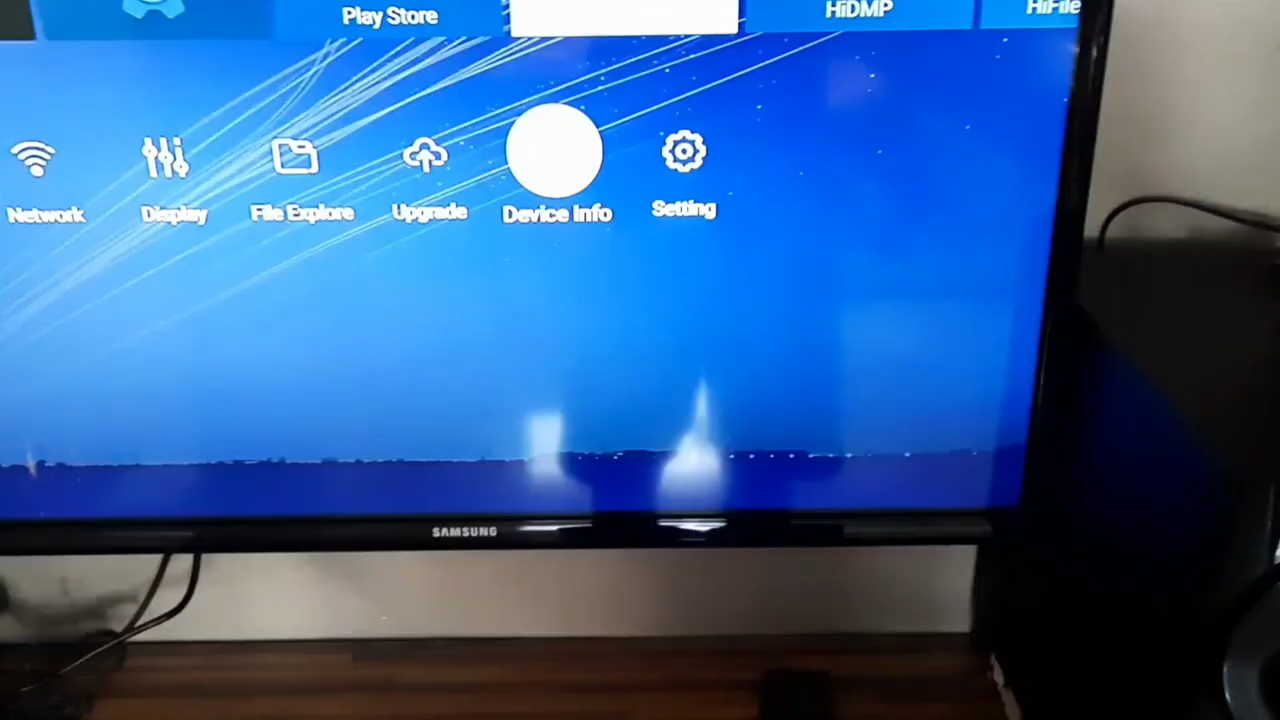 Play Store
HiDMP
HiFile
Network
Display
File Explore
Upgrade
Device Info
Setting
SAMSUNG